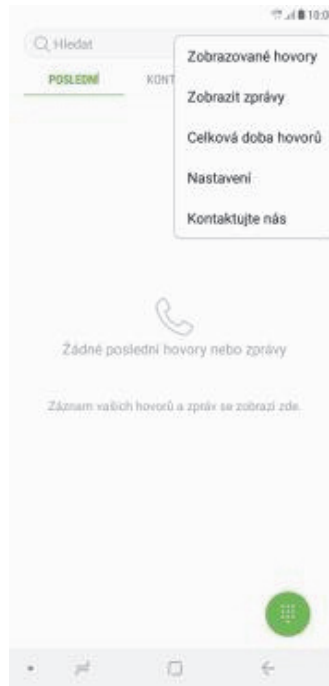 10:0
Hledat
POSLEDNÍ
KONT
Zobrazované hovory
Zobrazit zprávy
Celková doba hovorů
Nastavení
Kontaktujte nás
Žádné poslední hovory nebo zprávy
Záznam vašich hovorů a zpráv se zobrazí zde.